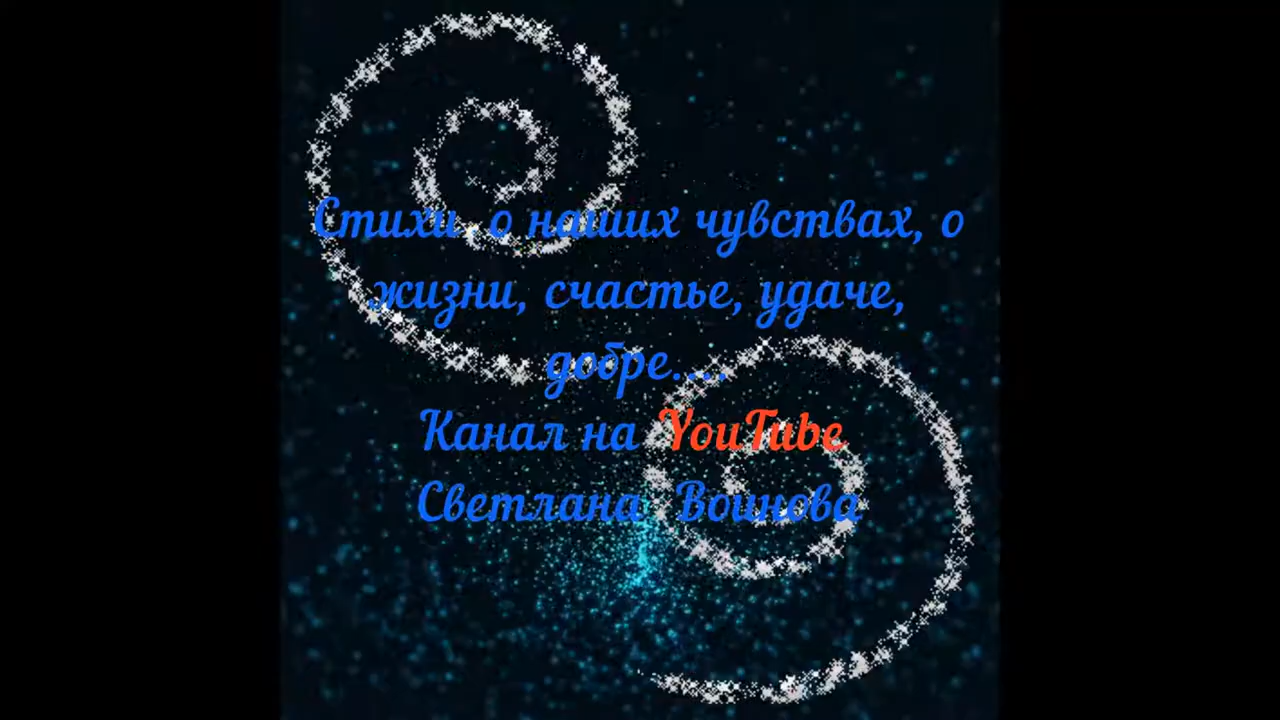 Стихи, о наших чувствах, о
жизни, счастье, удаче,
добре....
Канал на YouTube
Светлана Воинова